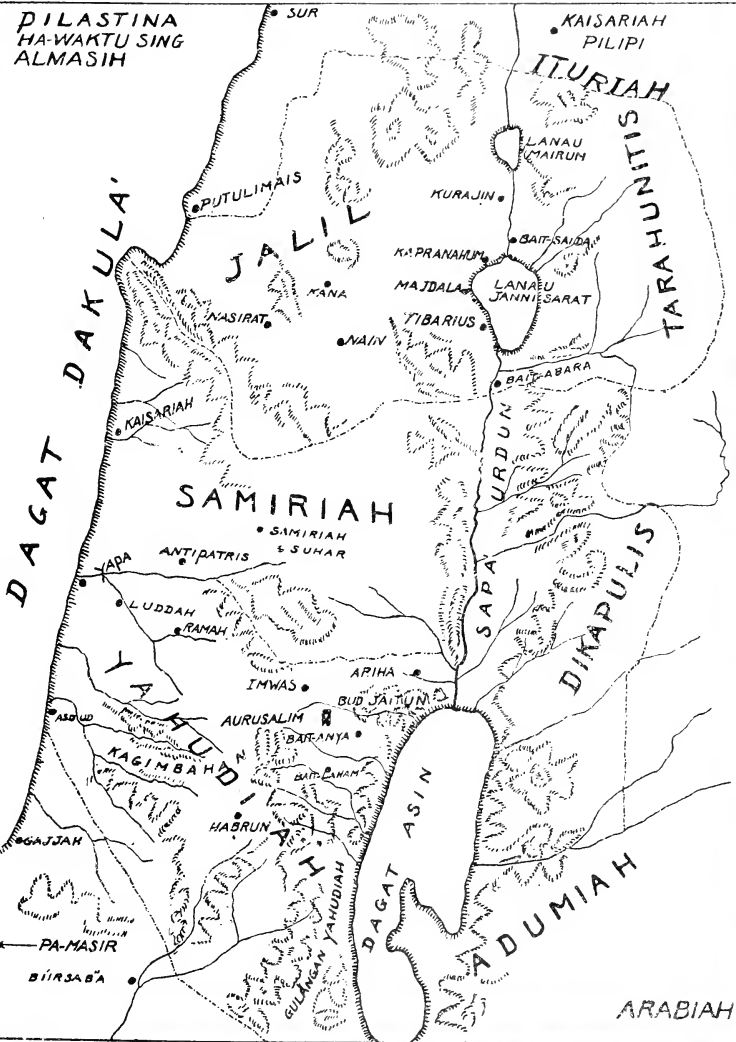 PILASTINA
HA-WAKTU SING
ALMASIH
SUR
KAISARIAH
PILIPI
ITURIAH
TARAHUNITIS
LANAU
MAIRUM
PUTULIMAIS
KURAJIN
BAIT-SAIDA
JALIL
KAPRANAHUM
MAJDALA
LANAU
JANNISARAT
KANA
NASIRAT
TIBARIUS
NAIN
BAIT-ABARA
DAGAT DAKULA'
KAISARIAH
SAPA' URDUN
SAMIRIAH
SAMIRIAH
SUHAR
ANTIPATRIS
YAPA
DIKAPULIS
LUDDAH
RAMAH
ARIHA
IMWAS
BUD JAITUN
YAHUDIAH
AURUSALIM
ASDUD
BAIT-ANYA
KAGIMBAHAN
BAIT-LAHAM
HABRUN
GAJJAH
DAGAT ASIN
ADUMIAH
GULANGAN YAHUDIAH
PA-MASIR
BIIRSABA
ARABIAH